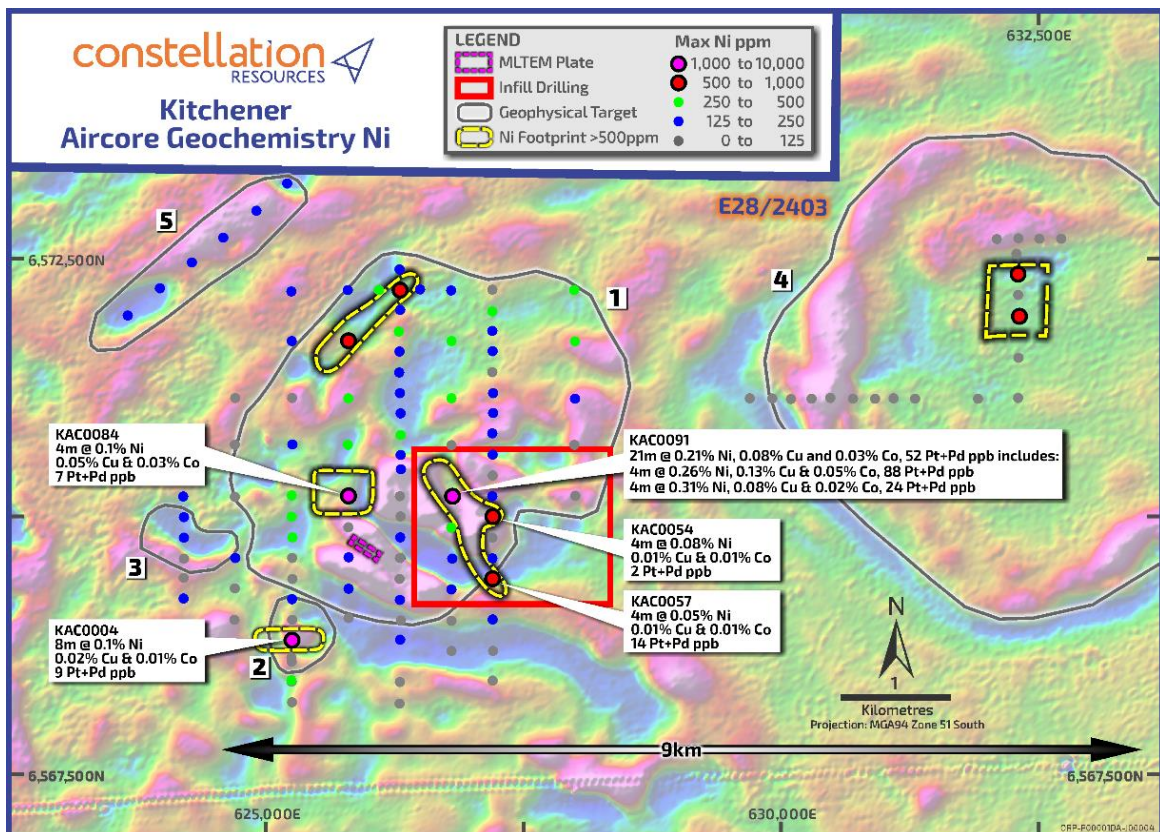 constellation
RESOURCES
Kitchener
Aircore Geochemistry Ni
LEGEND
MLTEM Plate
Infill Drilling
Geophysical Target
Ni Footprint >500ppm
Max Ni ppm
1,000 to 10,000
500 to 1,000
250 to 500
125 to 250
0 to 125
632,500E
E28/2403
5
6,572,500N
1
4
KAC0084
4m @ 0.1% Ni
0.05% Cu & 0.03% Co
7 Pt+Pd ppb
KAC0091
21m @ 0.21% Ni, 0.08% Cu and 0.03% Co, 52 Pt+Pd ppb includes:
4m @ 0.26% Ni, 0.13% Cu & 0.05% Co, 88 Pt+Pd ppb
4m @ 0.31% Ni, 0.08% Cu & 0.02% Co, 24 Pt+Pd ppb
KAC0054
4m @ 0.08% Ni
0.01% Cu & 0.01% Co
2 Pt+Pd ppb
3
KAC0057
4m @ 0.05% Ni
0.01% Cu & 0.01% Co
14 Pt+Pd ppb
KAC0004
8m @ 0.1% Ni
0.02% Cu & 0.01% Co
9 Pt+Pd ppb
2
N
1
Kilometres
Projection: MGA94 Zone 51 South
9km
6,567,500N
6,567,500N
625,000E
630,000E